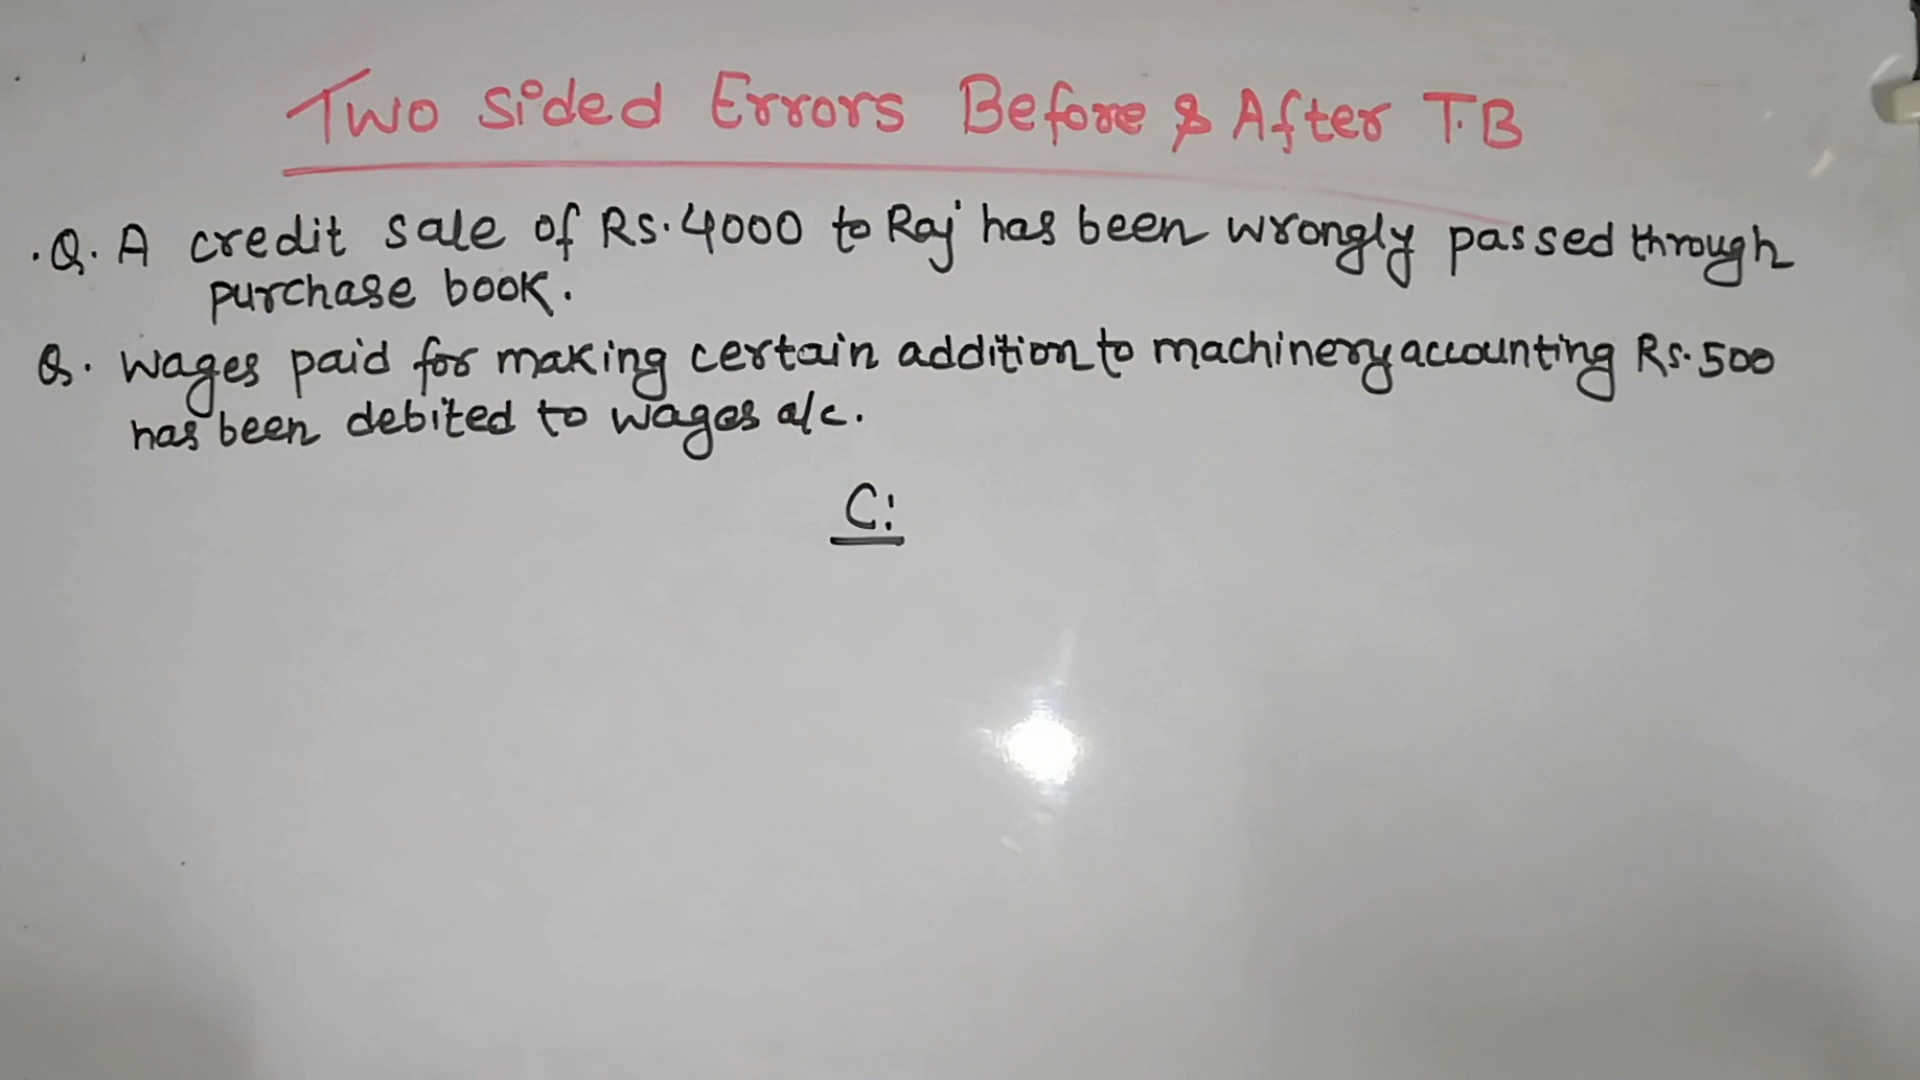 Two sided Errors Before & After T.B
.Q. A credit sale of Rs. 4000 to Raj has been wrongly passed through
purchase book.
Q. Wages paid for making certain addition to machinery accounting Rs. 500
has been debited to wages a/c.
C: